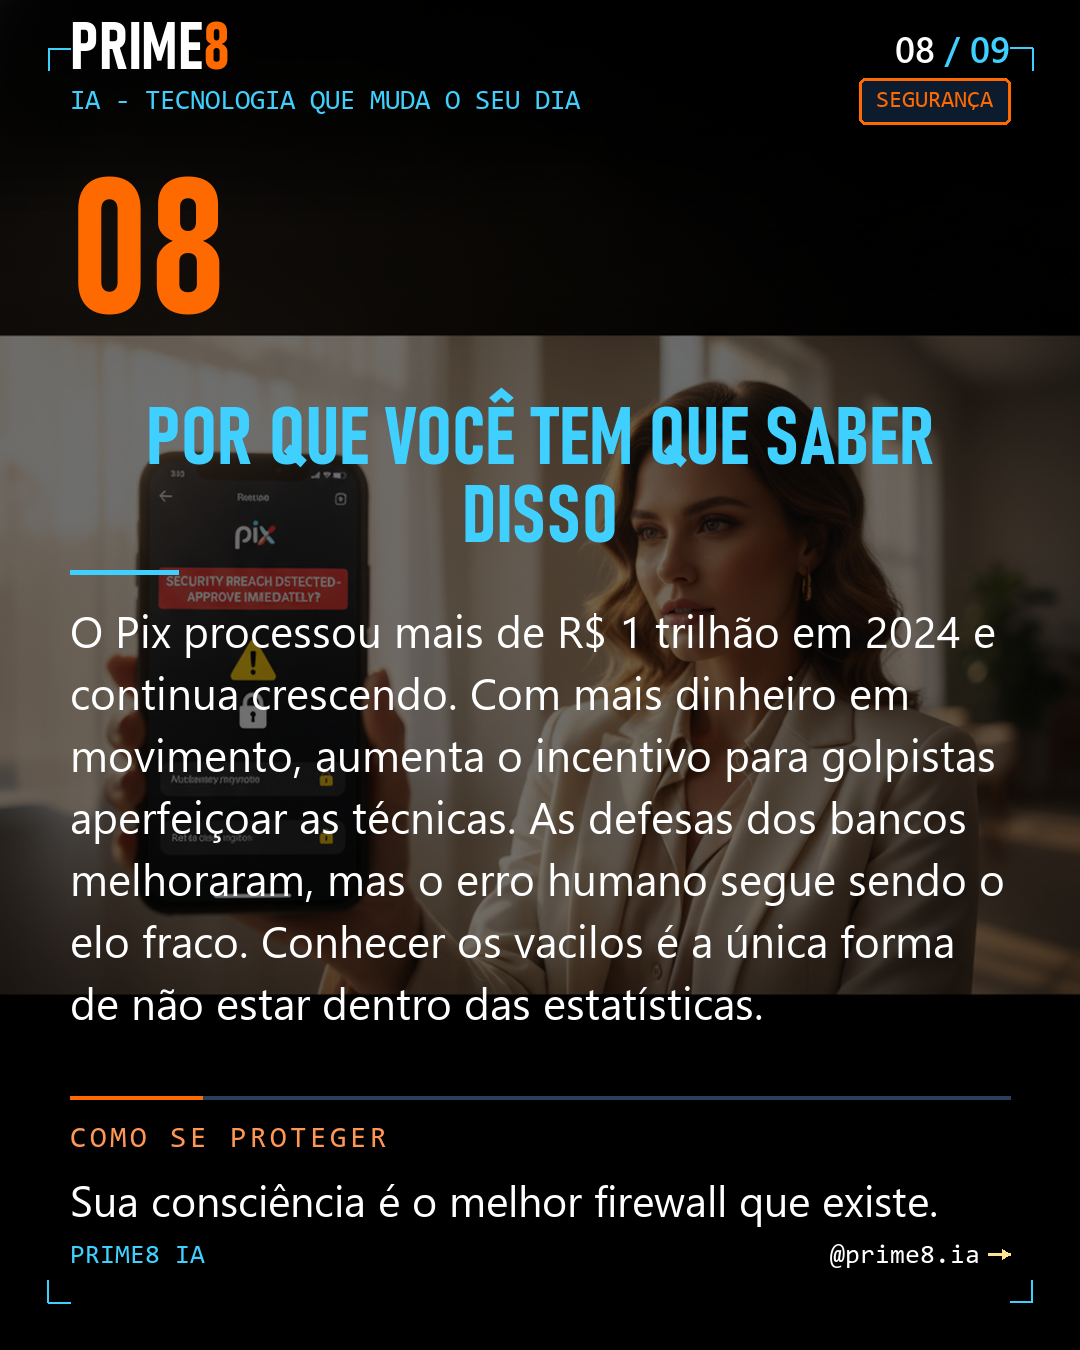 PRIME8
08 / 09
IA - TECNOLOGIA QUE MUDA O SEU DIA
SEGURANÇA
08
POR QUE VOCÊ TEM QUE SABER
DISSO
pix
SECURITY RREACH DSTECTED-
APPROVE IMEDATELY?
O Pix processou mais de R$ 1 trilhão em 2024 e
continua crescendo. Com mais dinheiro em
movimento, aumenta o incentivo para golpistas
aperfeiçoar as técnicas. As defesas dos bancos
melhoraram, mas o erro humano segue sendo o
elo fraco. Conhecer os vacilos é a única forma
de não estar dentro das estatísticas.
COMO SE PROTEGER
Sua consciência é o melhor firewall que existe.
PRIME8 IA
@prime8.ia